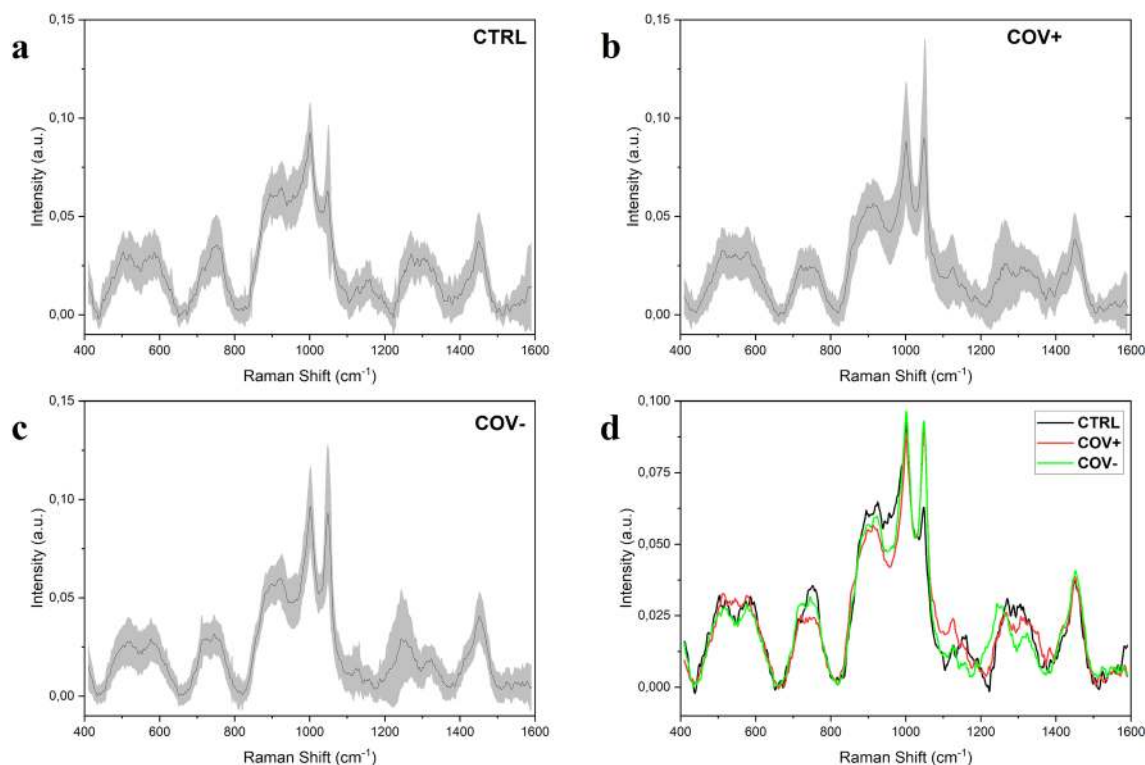 a
CTRL
0,15
0,10
0,05
0,00
Intensity (a.u.)
400 600 800 1000 1200 1400 1600
Raman Shift (cm⁻¹)
b
COV+
0,15
0,10
0,05
0,00
Intensity (a.u.)
400 600 800 1000 1200 1400 1600
Raman Shift (cm⁻¹)
c
COV-
0,15
0,10
0,05
0,00
Intensity (a.u.)
400 600 800 1000 1200 1400 1600
Raman Shift (cm⁻¹)
d
CTRL
COV+
COV-
0,100
0,075
0,050
0,025
0,000
Intensity (a.u.)
400 600 800 1000 1200 1400 1600
Raman Shift (cm⁻¹)